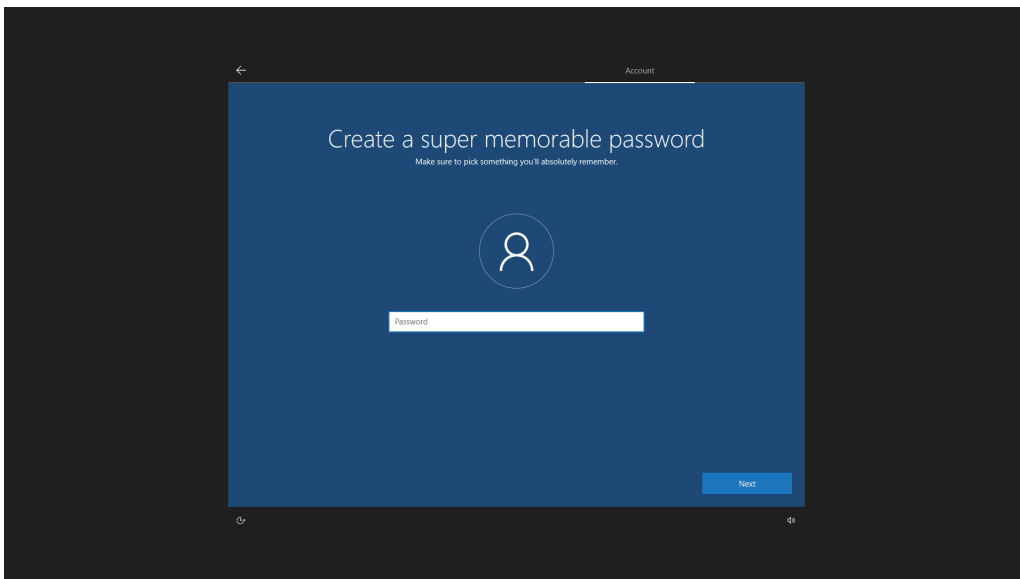 Account
Create a super memorable password
Make sure to pick something you'll absolutely remember.
Password
Next